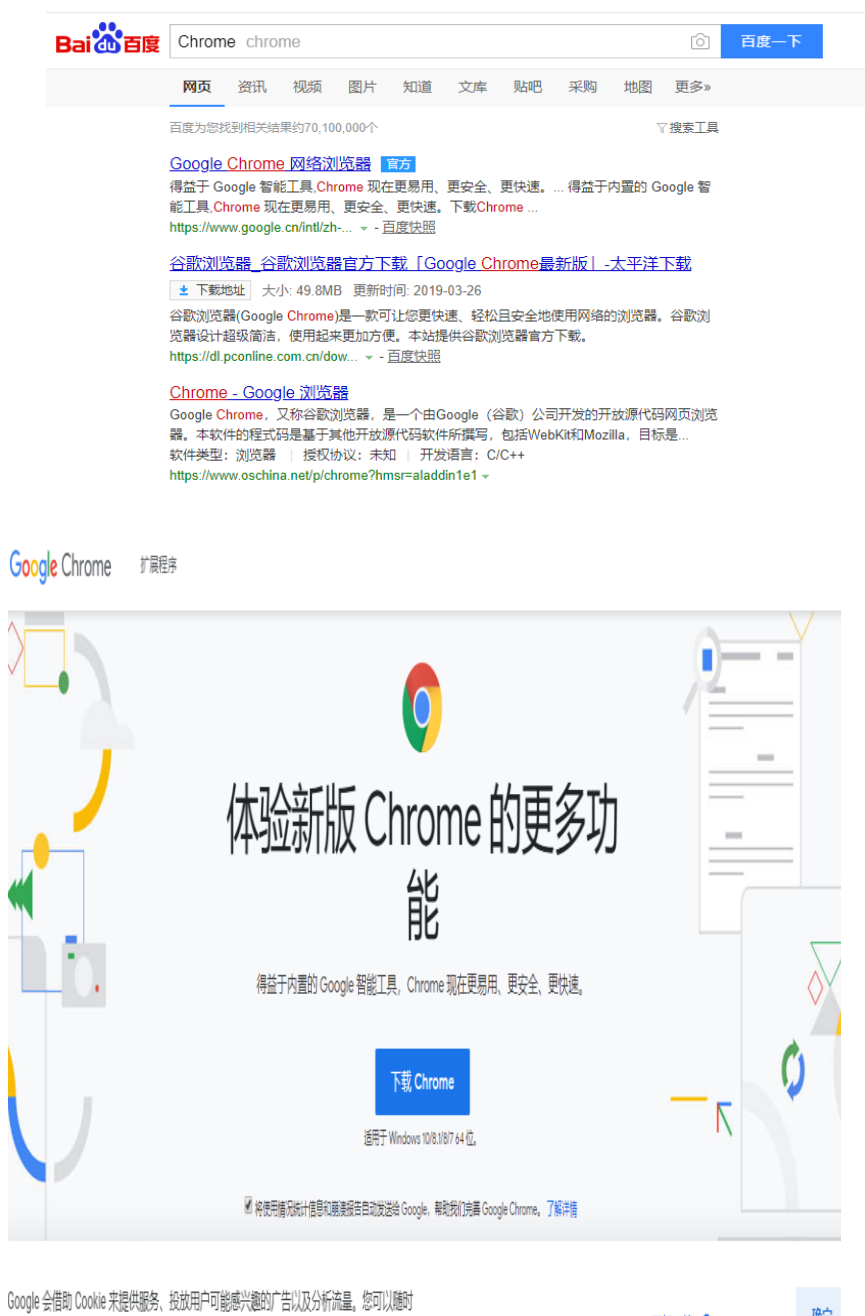 Bai du 百度 Chrome chrome 百度一下
网页 资讯 视频 图片 知道 文库 贴吧 采购 地图 更多»
百度为您找到相关结果约70,100,000个 搜索工具
Google Chrome 网络浏览器 官方
得益于 Google 智能工具,Chrome 现在更易用、更安全、更快速。... 得益于内置的 Google 智
能工具,Chrome 现在更易用、更安全、更快速。下载Chrome ...
https://www.google.cn/intl/zh-... - 百度快照
谷歌浏览器_谷歌浏览器官方下载「Google Chrome最新版」-太平洋下载
下载地址 大小: 49.8MB 更新时间: 2019-03-26
谷歌浏览器(Google Chrome)是一款可让您更快速、轻松且安全地使用网络的浏览器。谷歌浏
览器设计超级简洁，使用起来更加方便。本站提供谷歌浏览器官方下载。
https://dl.pconline.com.cn/dow... - 百度快照
Chrome - Google 浏览器
Google Chrome，又称谷歌浏览器，是一个由Google（谷歌）公司开发的开放源代码网页浏览
器。本软件的程式码是基于其他开放源代码软件所撰写，包括WebKit和Mozilla，目标是...
软件类型：浏览器 | 授权协议：未知 | 开发语言：C/C++
https://www.oschina.net/p/chrome?hmsr=aladdin1e1
Google Chrome 扩展程序
体验新版 Chrome 的更多功
能
得益于内置的 Google 智能工具，Chrome 现在更易用、更安全、更快速。
下载 Chrome
适用于 Windows 10/8.1/8/7 64 位。
将使用情况统计信息和崩溃报告自动发送给 Google，帮助我们完善 Google Chrome。了解详情
Google 会借助 Cookie 来提供服务、投放用户可能感兴趣的广告以及分析流量。您可以随时